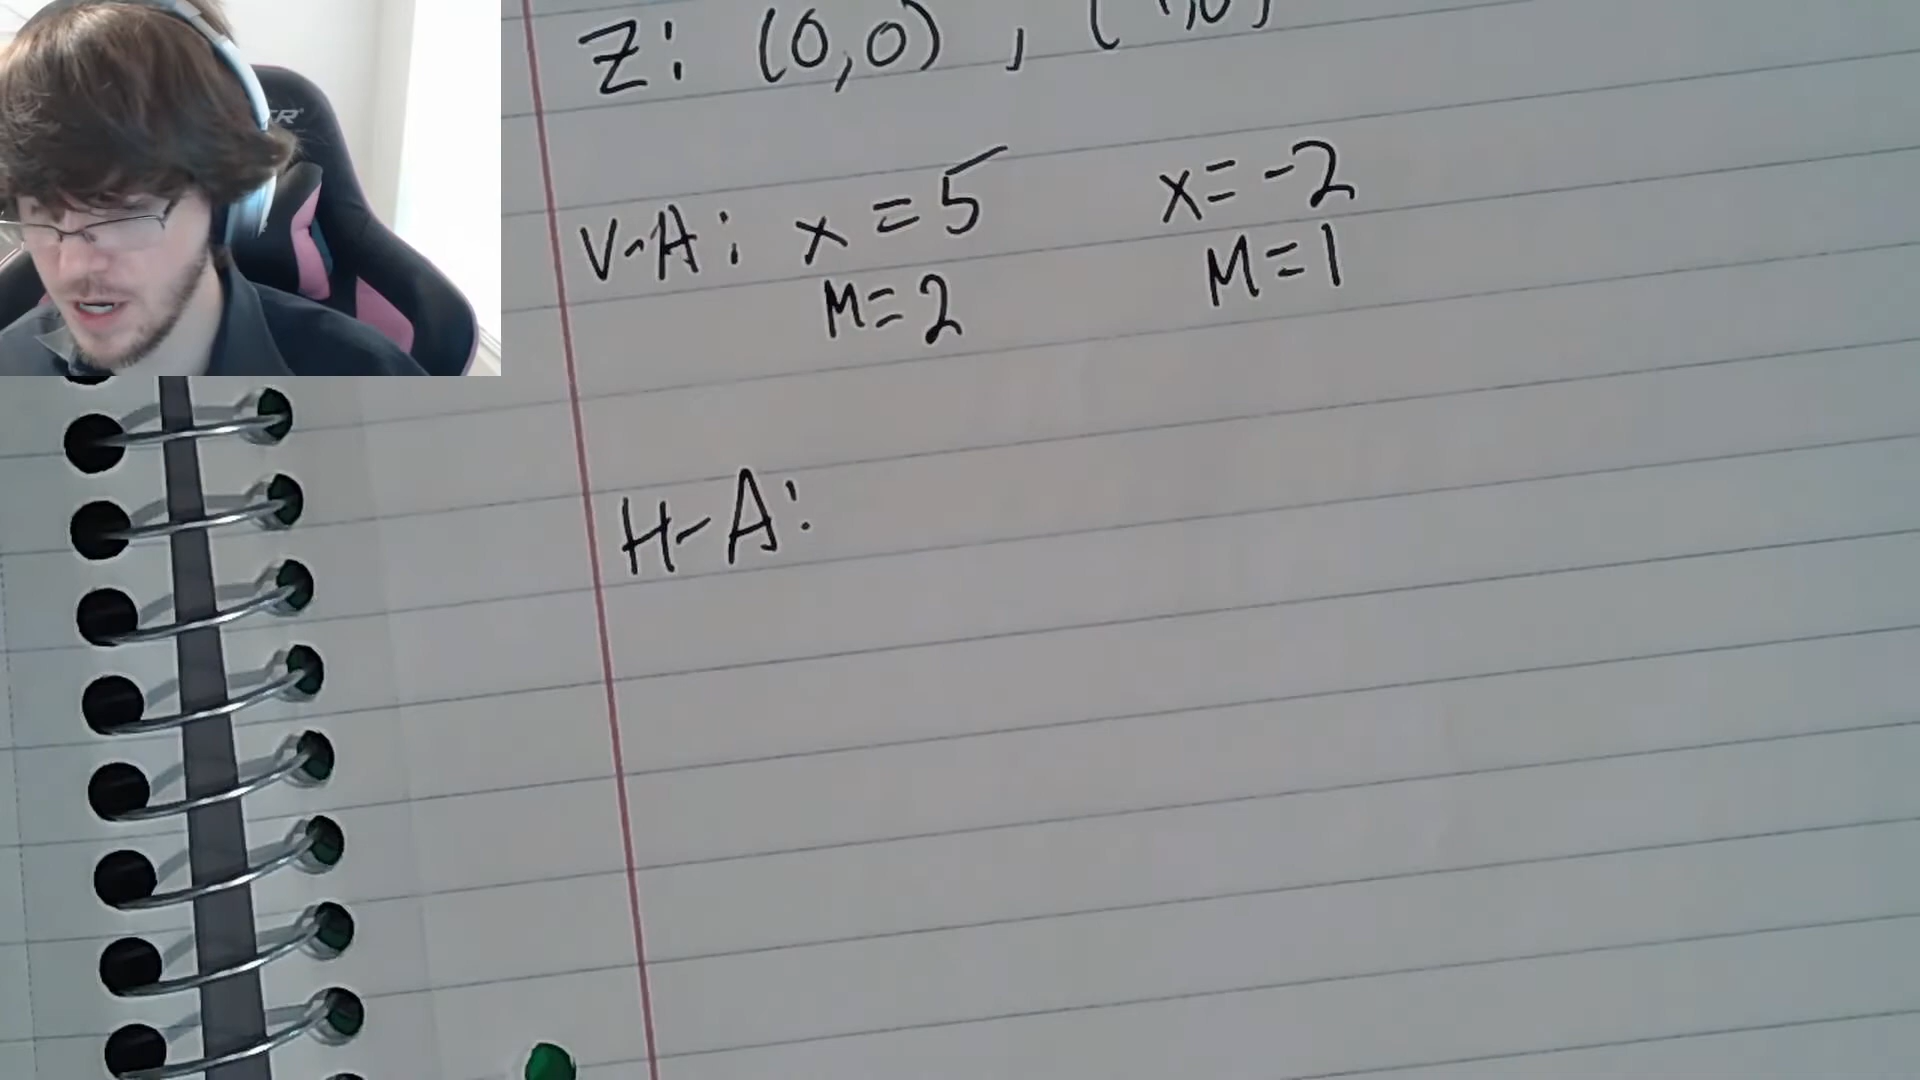 Z: (0,0) , (
V-A: x=5 x=-2
M=2 M=1
H-A: